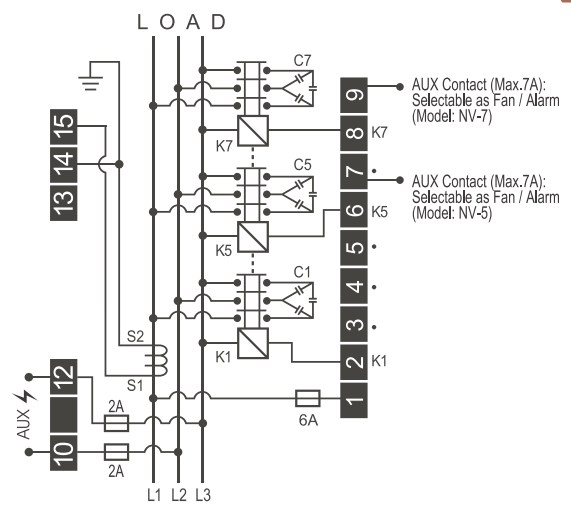 L O A D
C7
9
AUX Contact (Max.7A):
Selectable as Fan / Alarm
(Model: NV-7)
15
8
K7
K7
14
C5
7
AUX Contact (Max.7A):
Selectable as Fan / Alarm
(Model: NV-5)
13
6
K5
K5
5
C1
4
3
S2
K1
2
K1
12
S1
AUX
2A
6A
1
10
2A
L1 L2 L3